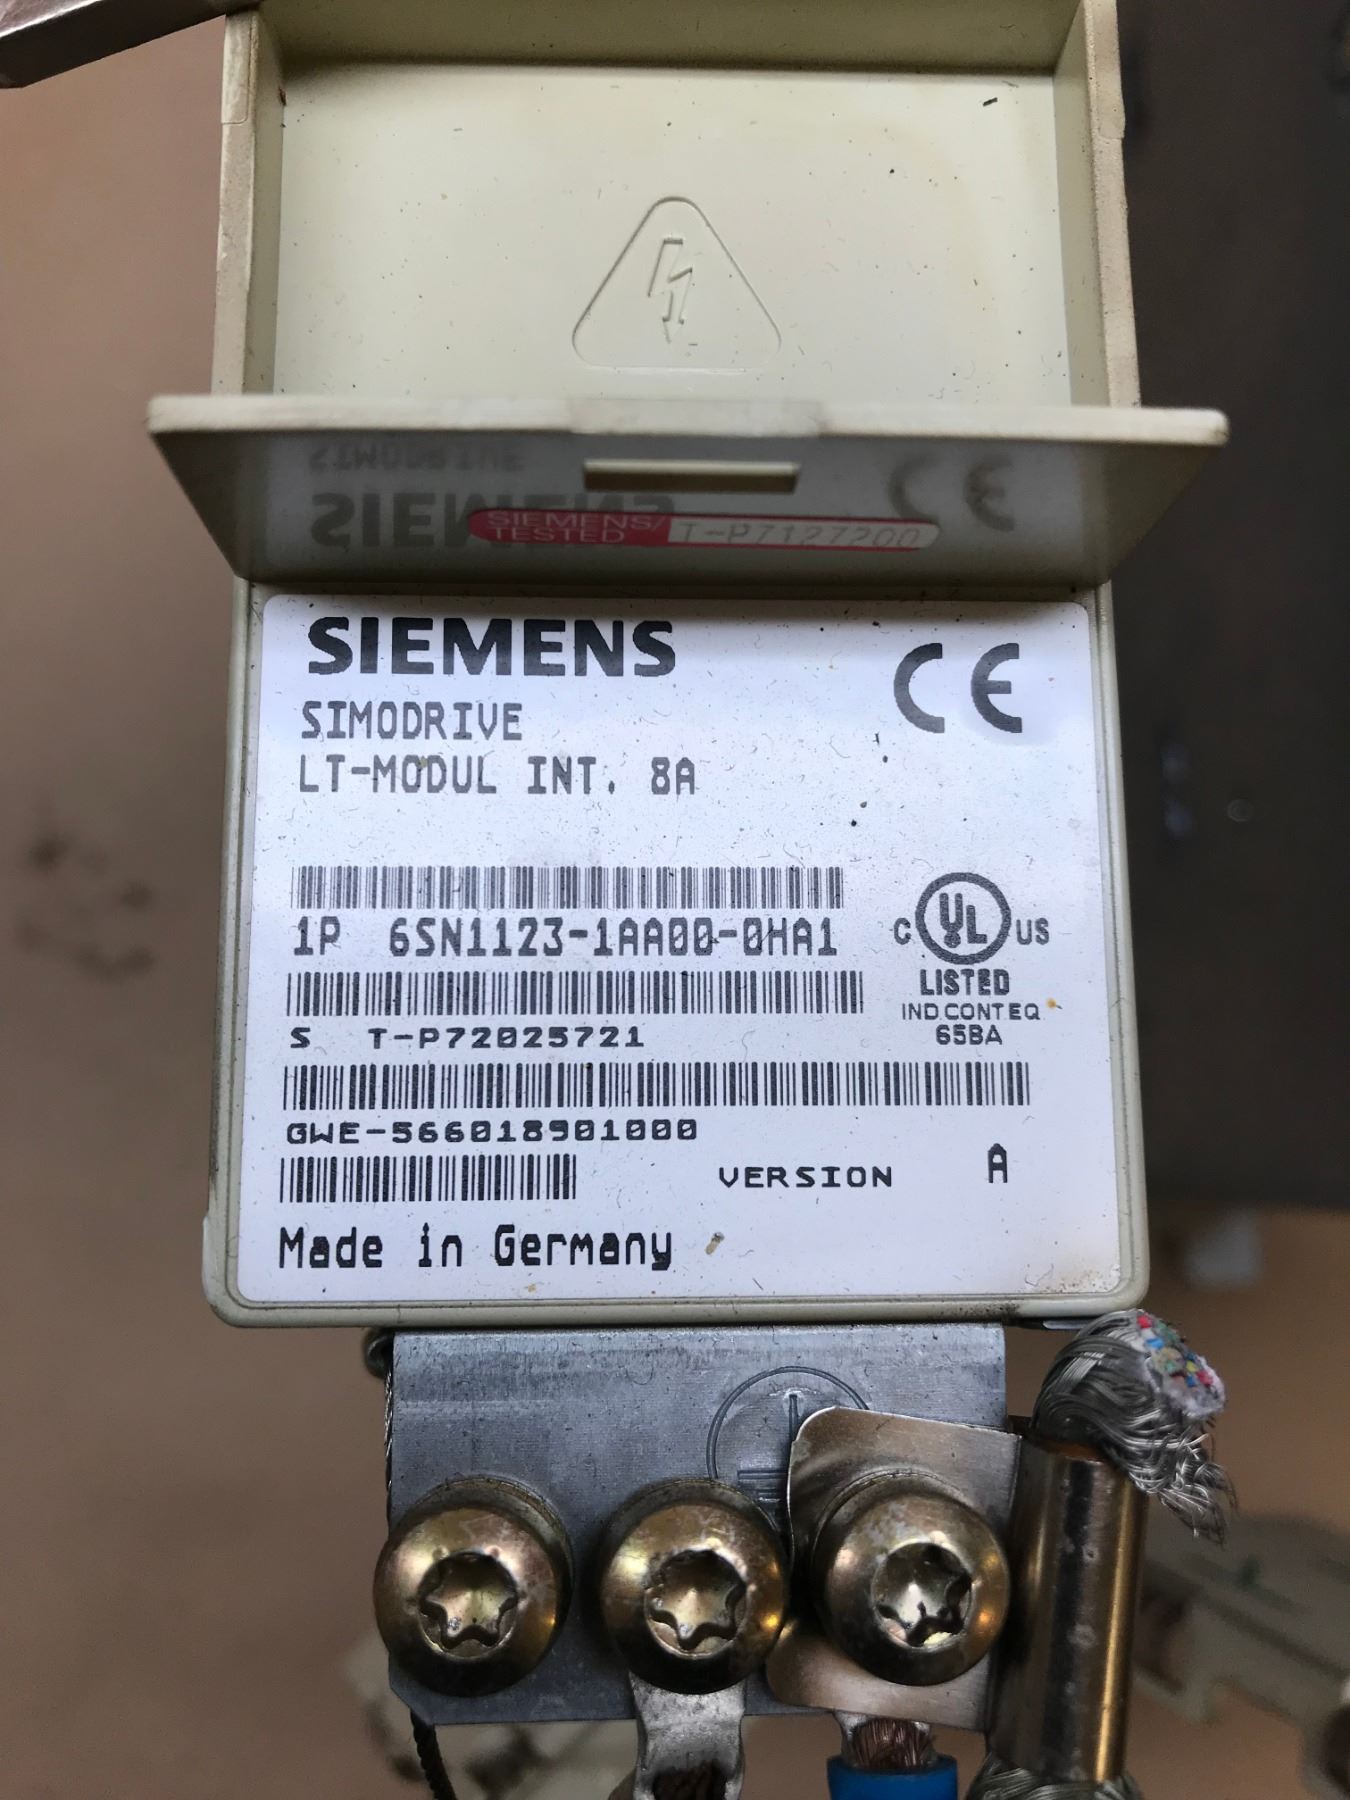 SIEMENS/
TESTED
T-P7127200
SIEMENS
CE
SIMODRIVE
LT-MODUL INT. 8A
1P 6SN1123-1AA00-0HA1
C UL US
LISTED
IND.CONT.EQ.
65BA
S T-P72025721
GWE-566018901000
VERSION A
Made in Germany